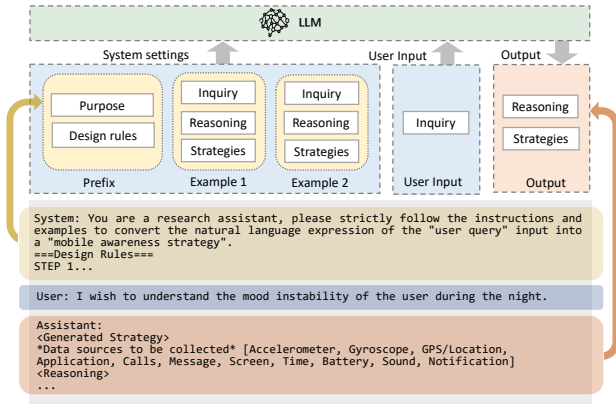 LLM
System settings
User Input
Output
Purpose
Design rules
Prefix
Inquiry
Reasoning
Strategies
Example 1
Inquiry
Reasoning
Strategies
Example 2
Inquiry
User Input
Reasoning
Strategies
Output
System: You are a research assistant, please strictly follow the instructions and
examples to convert the natural language expression of the "user query" input into
a "mobile awareness strategy".
===Design Rules===
STEP 1...
User: I wish to understand the mood instability of the user during the night.
Assistant:
<Generated Strategy>
*Data sources to be collected* [Accelerometer, Gyroscope, GPS/Location,
Application, Calls, Message, Screen, Time, Battery, Sound, Notification]
<Reasoning>
...